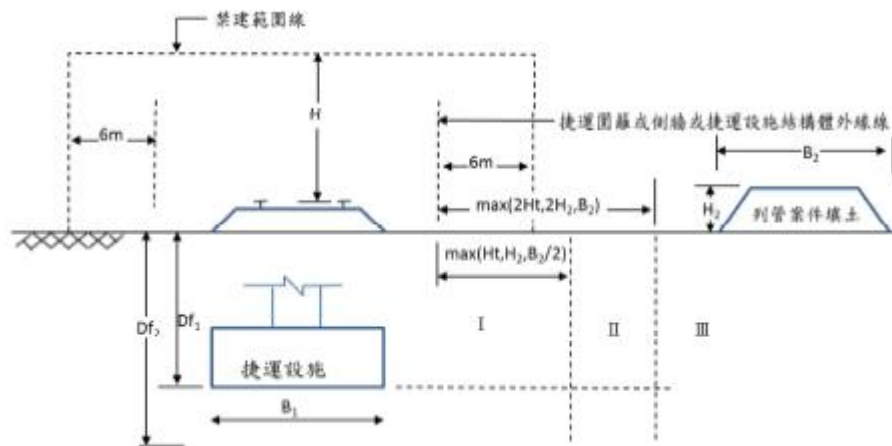 禁建範圍線
H
6m
捷運圍籬或側牆或捷運設施結構體外緣線
6m
B₂
max(2Ht,2H₂,B₂)
H₂
列管案件填土
max(Ht,H₂,B₂/2)
Df₂
Df₁
I
II
III
捷運設施
B₁